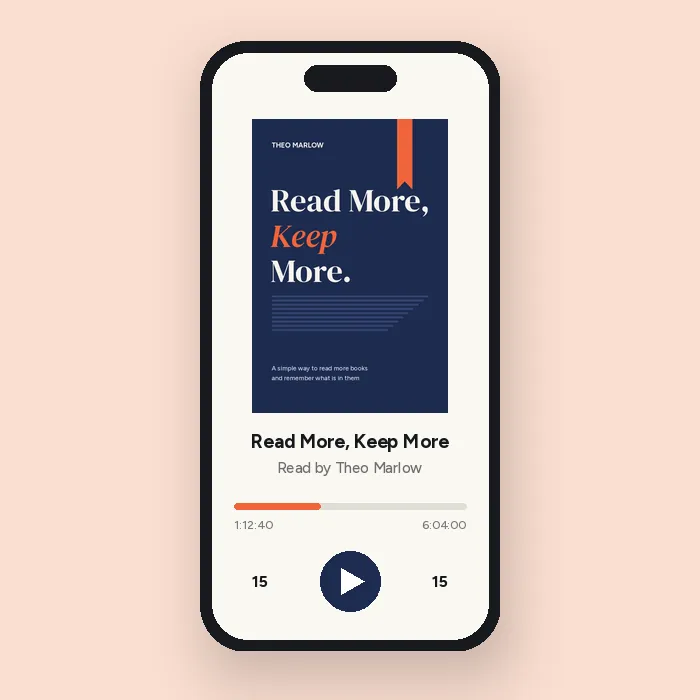 THEO MARLOW
Read More,
Keep
More.
A simple way to read more books
and remember what is in them
Read More, Keep More
Read by Theo Marlow
1:12:40 6:04:00
15 15